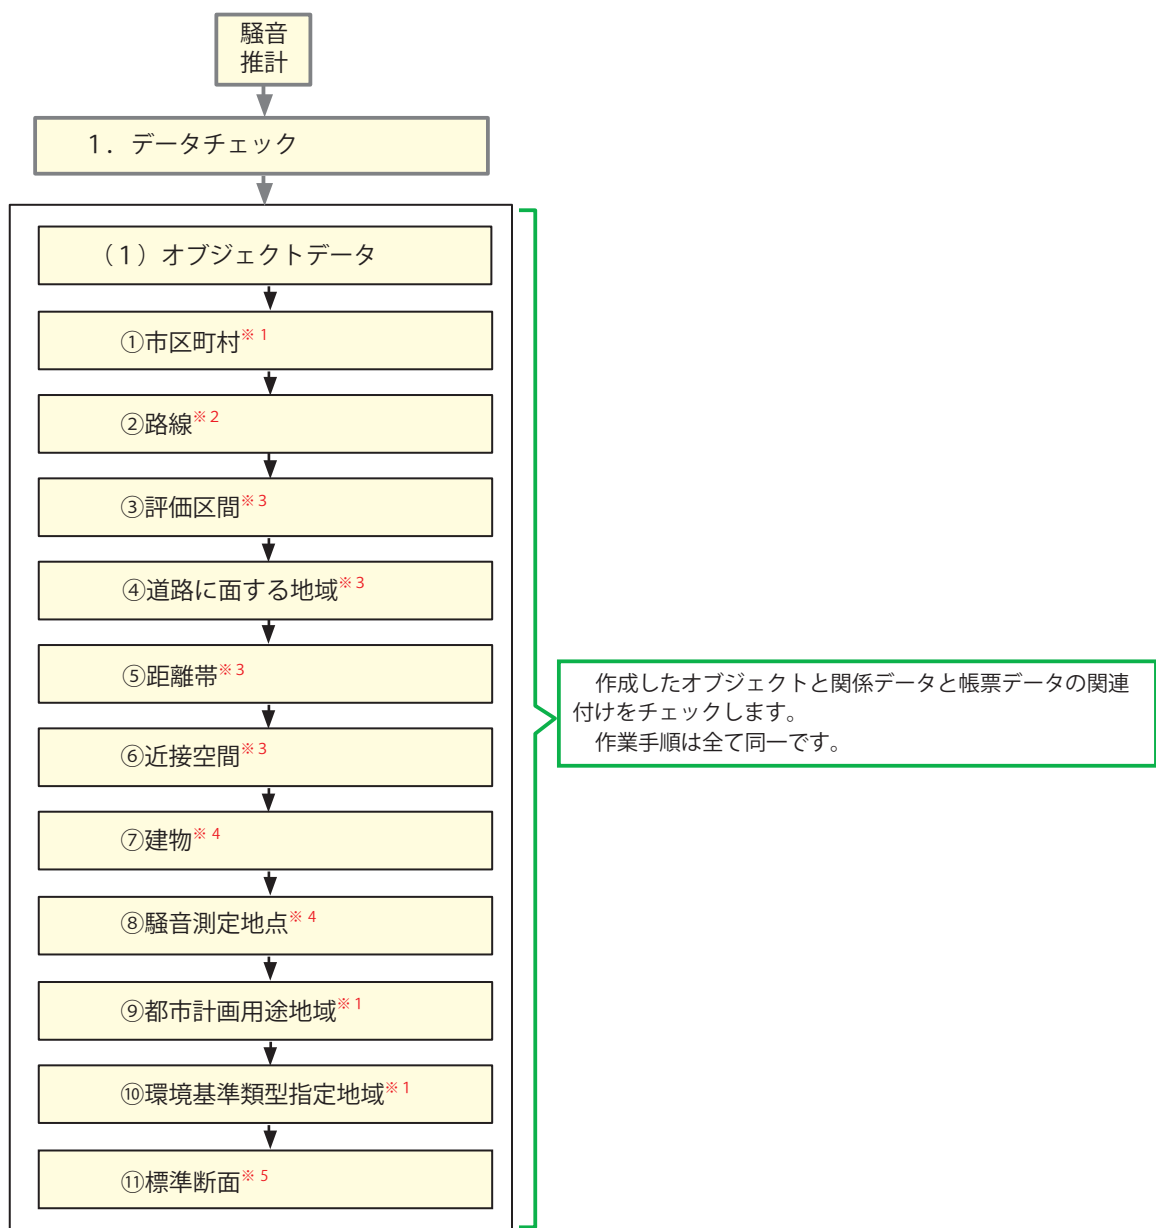 騒音
推計
１．データチェック
（１）オブジェクトデータ
①市区町村※1
②路線※2
③評価区間※3
④道路に面する地域※3
⑤距離帯※3
⑥近接空間※3
⑦建物※4
⑧騒音測定地点※4
⑨都市計画用途地域※1
⑩環境基準類型指定地域※1
⑪標準断面※5
作成したオブジェクトと関係データと帳票データの関連
付けをチェックします。
作業手順は全て同一です。